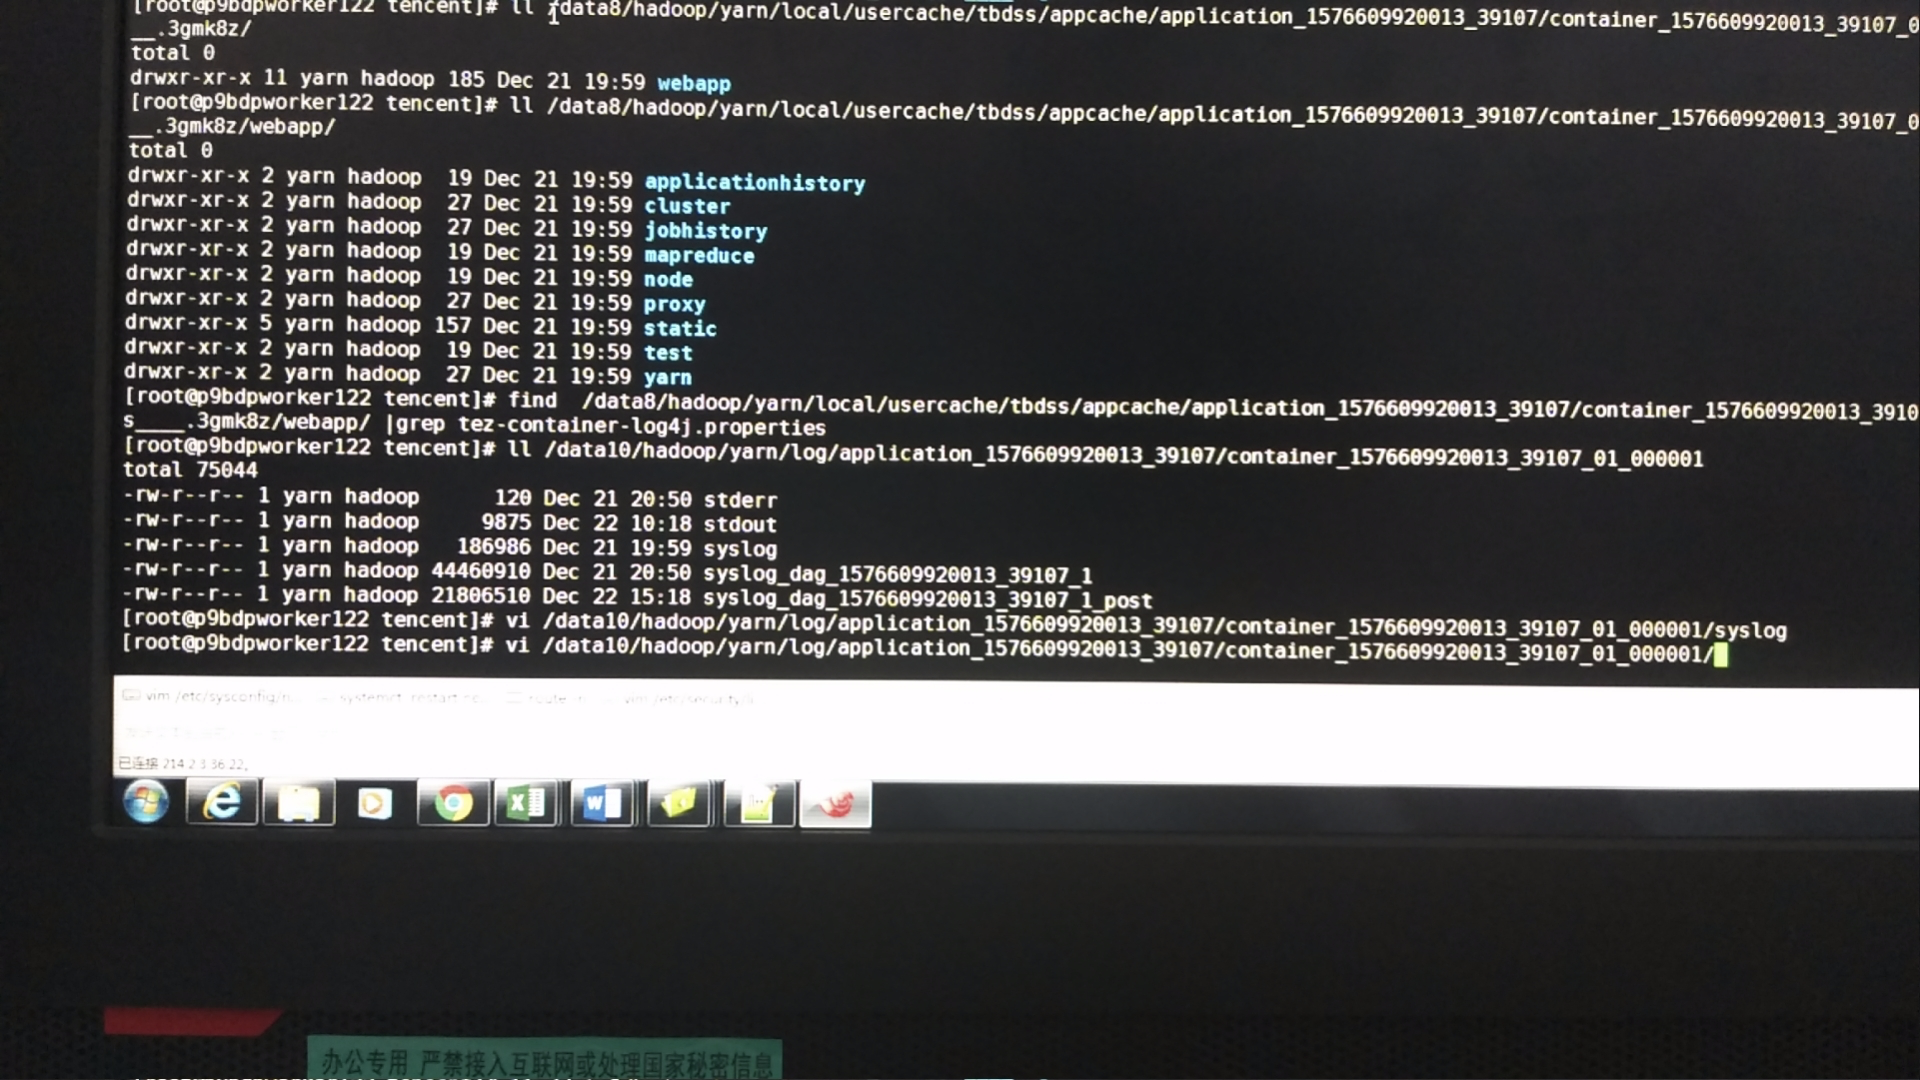 [root@p9bdpworker122 tencent]# ll /data8/hadoop/yarn/local/usercache/tbdss/appcache/application_1576609920013_39107/container_1576609920013_39107_0
__.3gmk8z/
total 0
drwxr-xr-x 11 yarn hadoop 185 Dec 21 19:59 webapp
[root@p9bdpworker122 tencent]# ll /data8/hadoop/yarn/local/usercache/tbdss/appcache/application_1576609920013_39107/container_1576609920013_39107_0
__.3gmk8z/webapp/
total 0
drwxr-xr-x 2 yarn hadoop  19 Dec 21 19:59 applicationhistory
drwxr-xr-x 2 yarn hadoop  27 Dec 21 19:59 cluster
drwxr-xr-x 2 yarn hadoop  27 Dec 21 19:59 jobhistory
drwxr-xr-x 2 yarn hadoop  19 Dec 21 19:59 mapreduce
drwxr-xr-x 2 yarn hadoop  19 Dec 21 19:59 node
drwxr-xr-x 2 yarn hadoop  27 Dec 21 19:59 proxy
drwxr-xr-x 5 yarn hadoop 157 Dec 21 19:59 static
drwxr-xr-x 2 yarn hadoop  19 Dec 21 19:59 test
drwxr-xr-x 2 yarn hadoop  27 Dec 21 19:59 yarn
[root@p9bdpworker122 tencent]# find  /data8/hadoop/yarn/local/usercache/tbdss/appcache/application_1576609920013_39107/container_1576609920013_3910
s____.3gmk8z/webapp/ |grep tez-container-log4j.properties
[root@p9bdpworker122 tencent]# ll /data10/hadoop/yarn/log/application_1576609920013_39107/container_1576609920013_39107_01_000001
total 75044
-rw-r--r-- 1 yarn hadoop      120 Dec 21 20:50 stderr
-rw-r--r-- 1 yarn hadoop     9875 Dec 22 10:18 stdout
-rw-r--r-- 1 yarn hadoop   186986 Dec 21 19:59 syslog
-rw-r--r-- 1 yarn hadoop 44460910 Dec 21 20:50 syslog_dag_1576609920013_39107_1
-rw-r--r-- 1 yarn hadoop 21806510 Dec 22 15:18 syslog_dag_1576609920013_39107_1_post
[root@p9bdpworker122 tencent]# vi /data10/hadoop/yarn/log/application_1576609920013_39107/container_1576609920013_39107_01_000001/syslog
[root@p9bdpworker122 tencent]# vi /data10/hadoop/yarn/log/application_1576609920013_39107/container_1576609920013_39107_01_000001/
vim /etc/sysconfig/n... route vim /etc/security/
已连接 214.2.3.36:22。
办公专用 严禁接入互联网或处理国家秘密信息